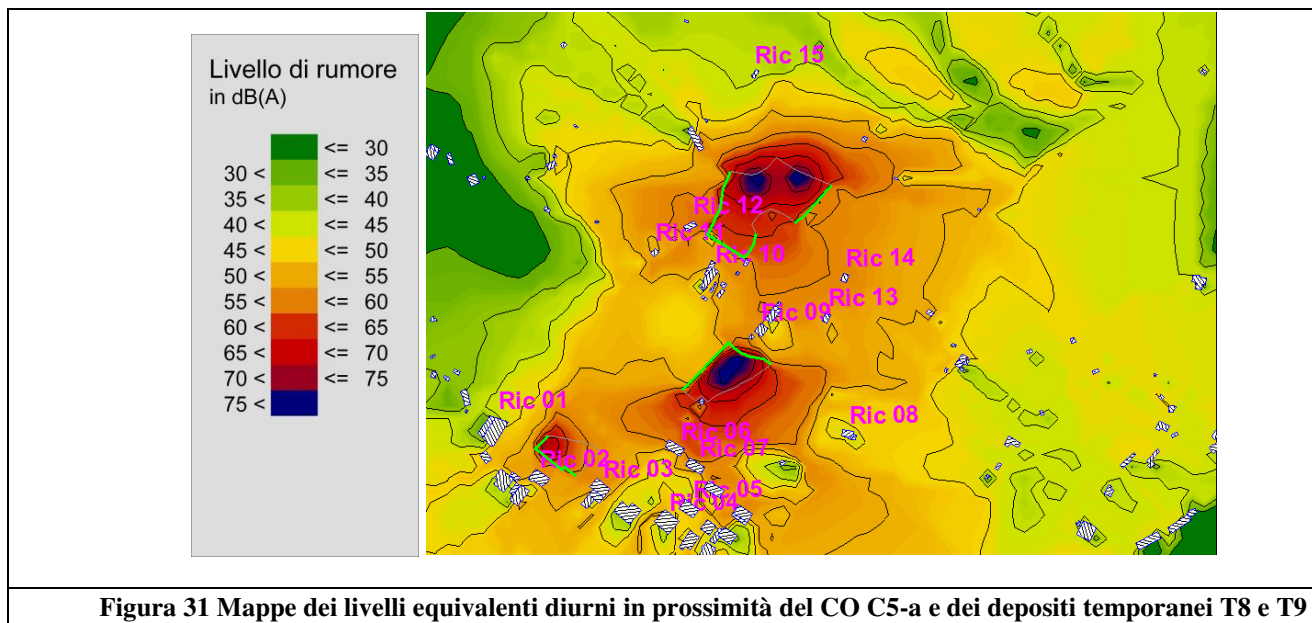 Livello di rumore
in dB(A)
<= 30
30 < <= 35
35 < <= 40
40 < <= 45
45 < <= 50
50 < <= 55
55 < <= 60
60 < <= 65
65 < <= 70
70 < <= 75
75 <
Ric 15
Ric 12
Ric 11
Ric 10
Ric 14
Ric 13
Ric 09
Ric 01
Ric 08
Ric 06
Ric 07
Ric 02
Ric 03
Ric 05
Ric 04
Figura 31 Mappe dei livelli equivalenti diurni in prossimità del CO C5-a e dei depositi temporanei T8 e T9